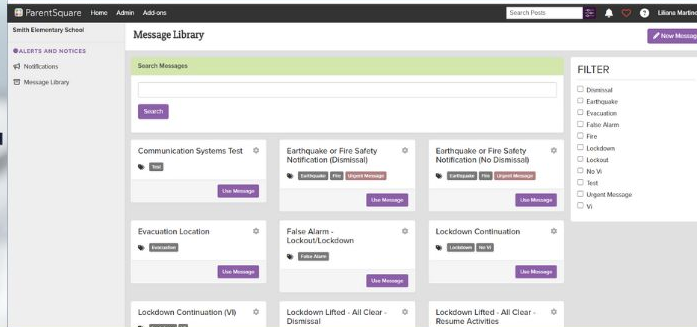 ParentSquare Home Admin Add-ons Search Posts
Smith Elementary School
ALERTS AND NOTICES
Notifications
Message Library
Message Library
New Messag
Search Messages
Search
Communication Systems Test
Test
Use Message
Earthquake or Fire Safety
Notification (Dismissal)
Earthquake Fire Urgent Message
Use Message
Earthquake or Fire Safety
Notification (No Dismissal)
Earthquake Fire Urgent Message
Use Message
Evacuation Location
Evacuation
Use Message
False Alarm -
Lockout/Lockdown
False Alarm
Use Message
Lockdown Continuation
Lockdown No Vi
Use Message
Lockdown Continuation (VI)
Lockdown Lifted - All Clear -
Dismissal
Lockdown Lifted - All Clear -
Resume Activities
FILTER
Dismissal
Earthquake
Evacuation
False Alarm
Fire
Lockdown
Lockout
No Vi
Test
Urgent Message
Vi